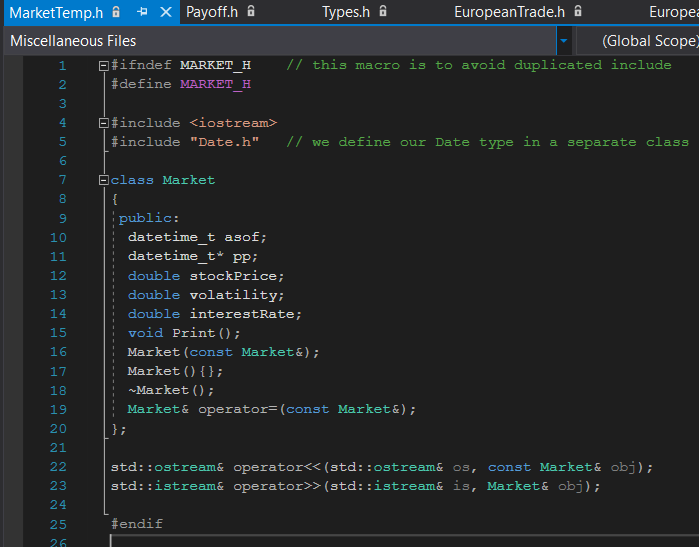 MarketTemp.h Payoff.h Types.h EuropeanTrade.h Europea
Miscellaneous Files (Global Scope)
1 #ifndef MARKET_H // this macro is to avoid duplicated include
2 #define MARKET_H
3
4 #include <iostream>
5 #include "Date.h" // we define our Date type in a separate class
6
7 class Market
8 {
9 public:
10 datetime_t asof;
11 datetime_t* pp;
12 double stockPrice;
13 double volatility;
14 double interestRate;
15 void Print();
16 Market(const Market&);
17 Market(){};
18 ~Market();
19 Market& operator=(const Market&);
20 };
21
22 std::ostream& operator<<(std::ostream& os, const Market& obj);
23 std::istream& operator>>(std::istream& is, Market& obj);
24
25 #endif
26